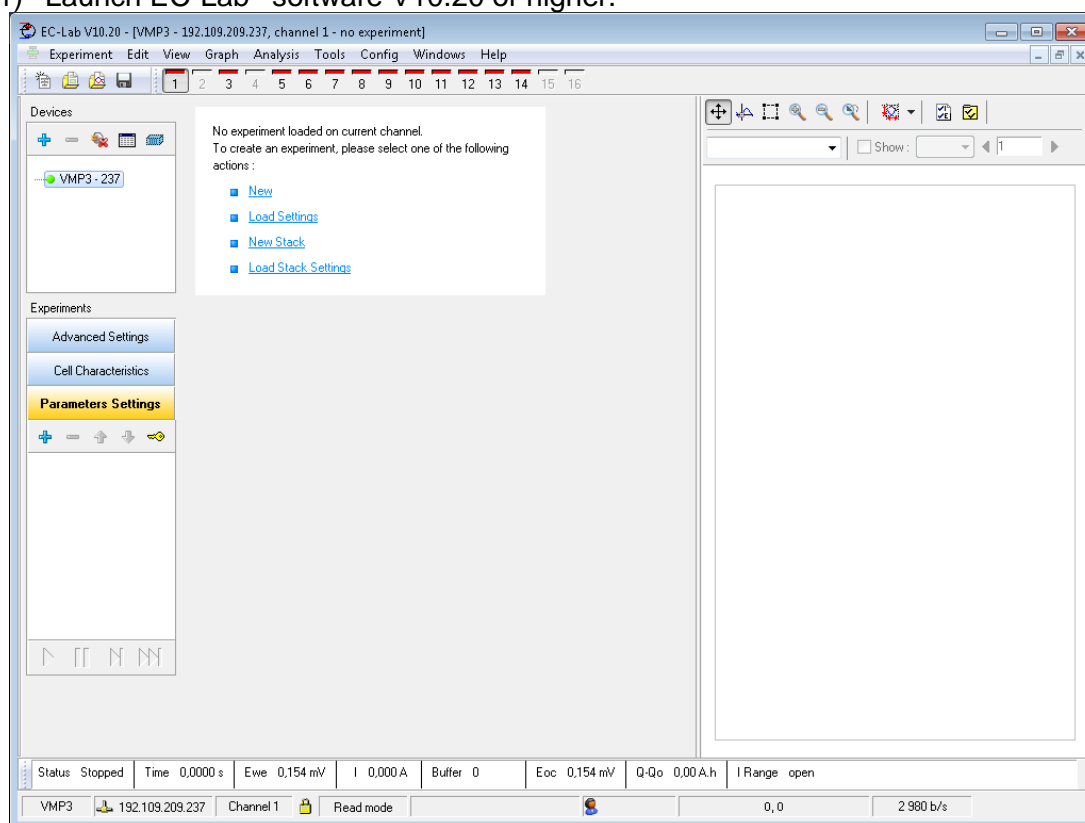 1) Launch EC-Lab software V10.20 or higher.
EC-Lab V10.20 - [VMP3 - 192.109.209.237, channel 1 - no experiment]
Experiment Edit View Graph Analysis Tools Config Windows Help
1 2 3 4 5 6 7 8 9 10 11 12 13 14 15 16
Devices
VMP3 - 237
No experiment loaded on current channel.
To create an experiment, please select one of the following
actions :
New
Load Settings
New Stack
Load Stack Settings
Show : 1
Experiments
Advanced Settings
Cell Characteristics
Parameters Settings
Status Stopped Time 0,0000 s Ewe 0,154 mV I 0,000 A Buffer 0 Eoc 0,154 mV Q-Qo 0,00 A.h I Range open
VMP3 192.109.209.237 Channel 1 Read mode 0, 0 2 980 b/s